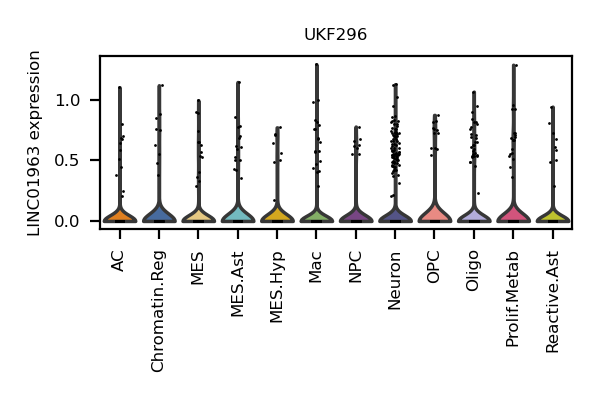 UKF296
LINC01963 expression
1.0
0.5
0.0
AC
Chromatin.Reg
MES
MES.Ast
MES.Hyp
Mac
NPC
Neuron
OPC
Oligo
Prolif.Metab
Reactive.Ast